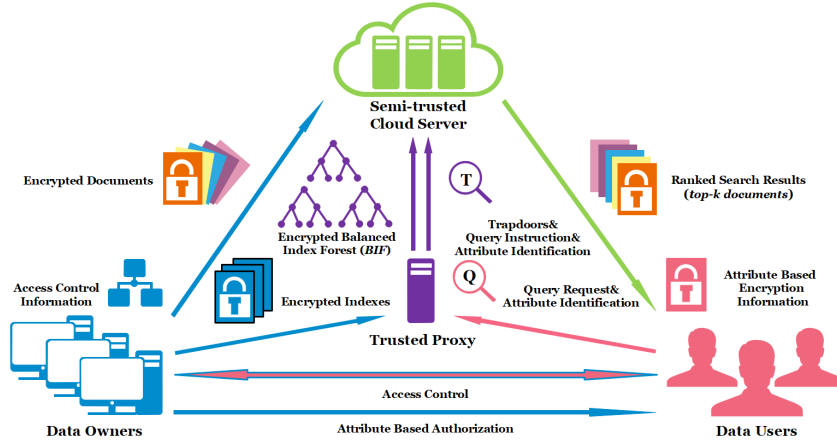 Semi-trusted
Cloud Server
Encrypted Documents
T
Ranked Search Results
(top-k documents)
Trapdoors&
Query Instruction&
Attribute Identification
Encrypted Balanced
Index Forest (BIF)
Access Control
Information
Encrypted Indexes
Q
Query Request&
Attribute Identification
Attribute Based
Encryption
Information
Trusted Proxy
Access Control
Data Owners
Attribute Based Authorization
Data Users